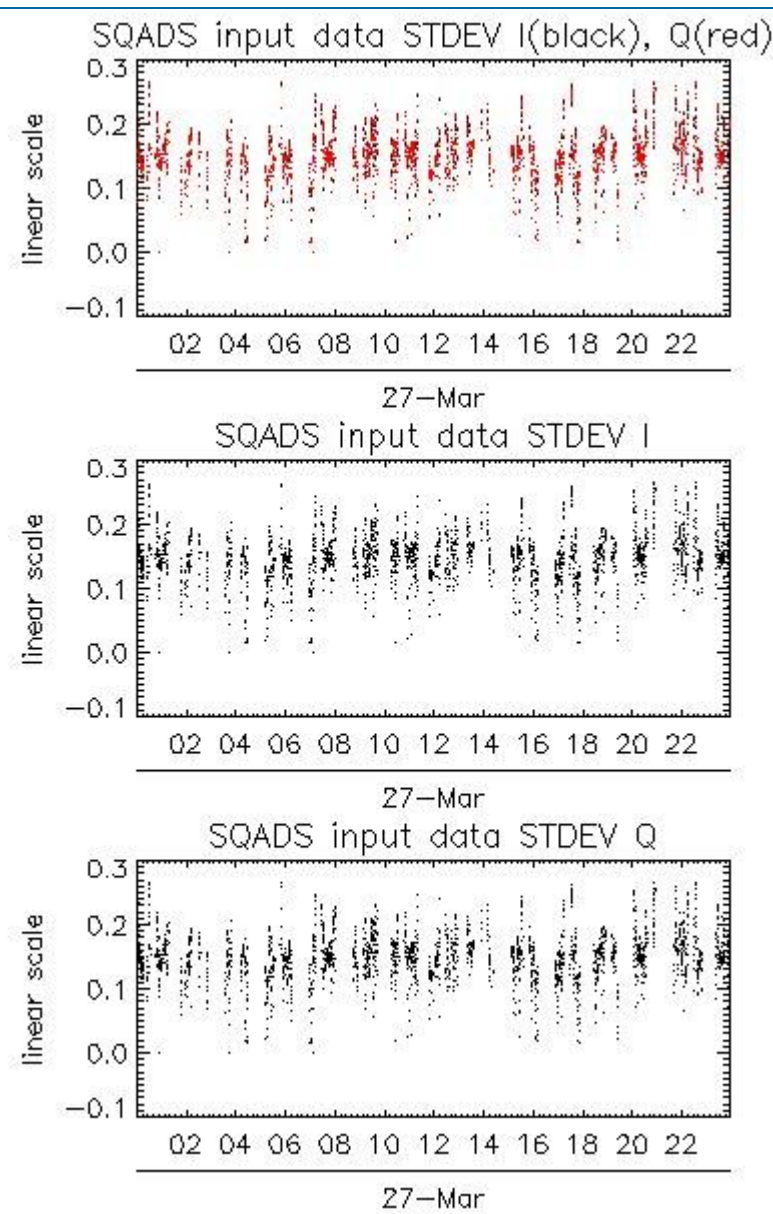 SQADS input data STDEV I(black), Q(red)
0.3
0.2
0.1
0.0
−0.1
linear scale
02 04 06 08 10 12 14 16 18 20 22
27−Mar
SQADS input data STDEV I
0.3
0.2
0.1
0.0
−0.1
linear scale
02 04 06 08 10 12 14 16 18 20 22
27−Mar
SQADS input data STDEV Q
0.3
0.2
0.1
0.0
−0.1
linear scale
02 04 06 08 10 12 14 16 18 20 22
27−Mar